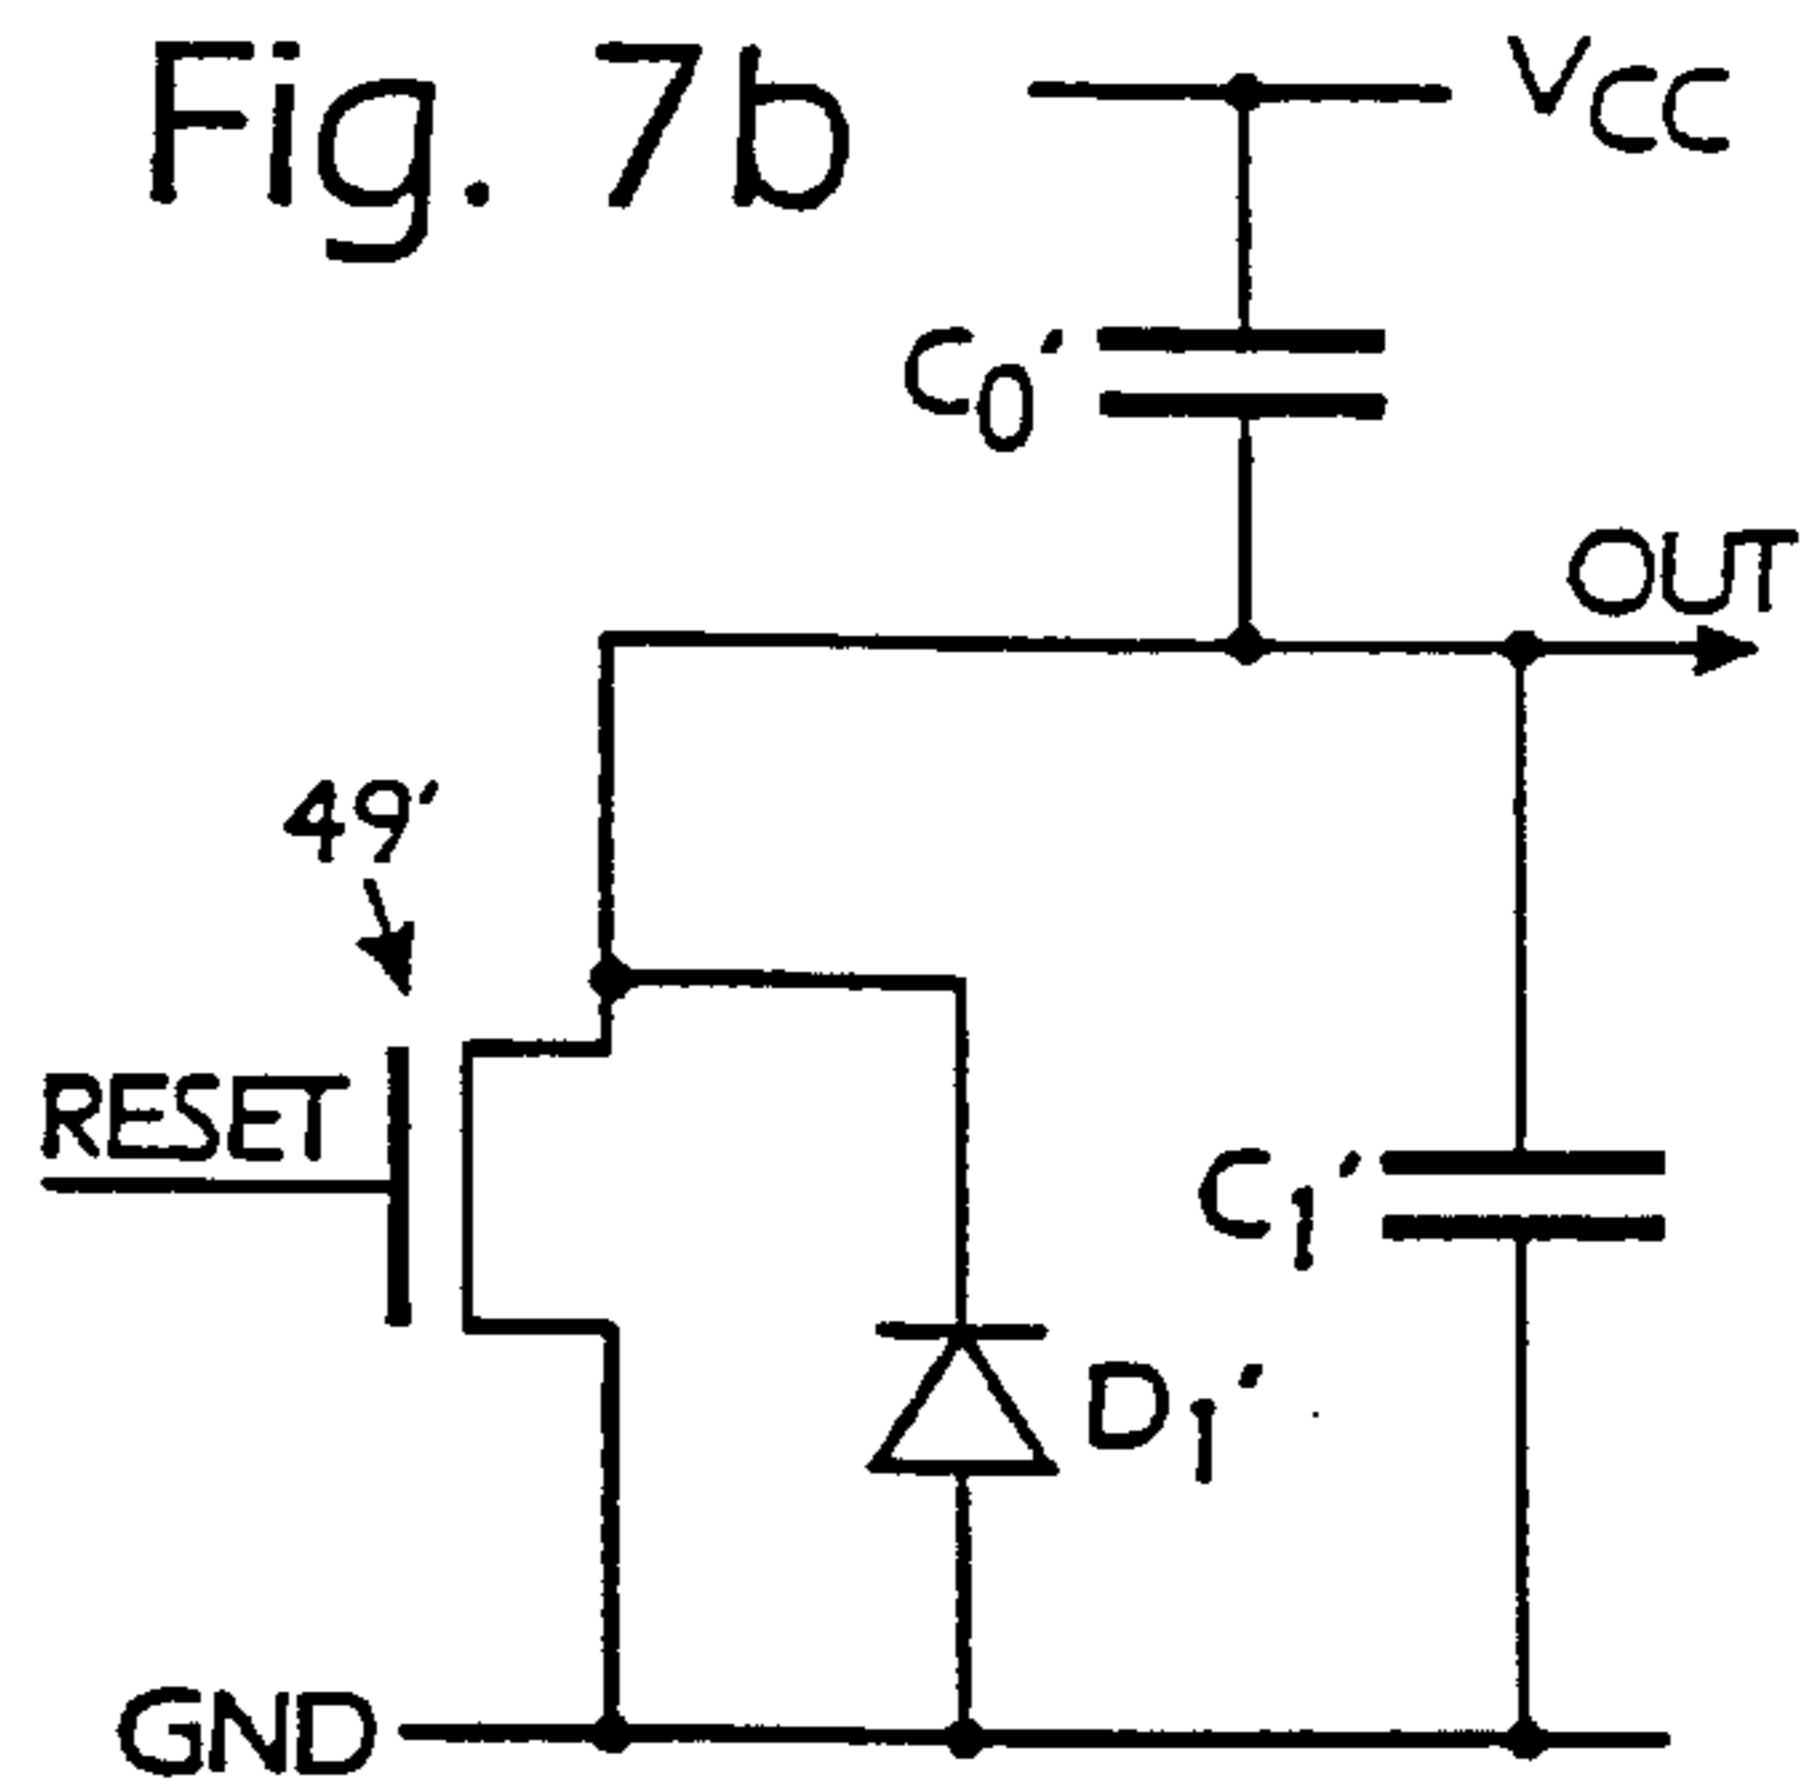 Fig. 7b
VCC
C0'
OUT
49'
RESET
C1'
D1'
GND